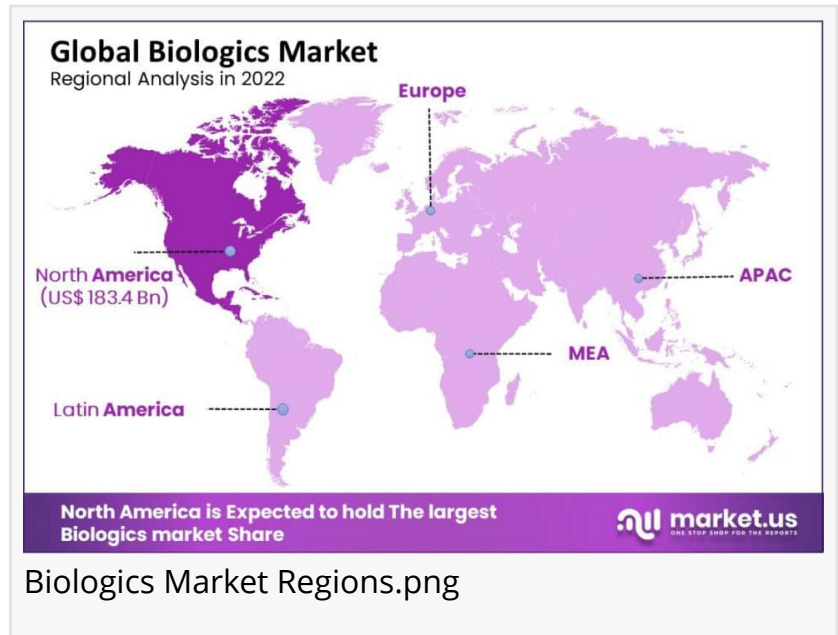 Global Biologics Market
Regional Analysis in 2022
Europe
North America
(US$ 183.4 Bn)
APAC
MEA
Latin America
North America is Expected to hold The largest
Biologics market Share
market.us
ONE STOP SHOP FOR THE REPORTS
Biologics Market Regions.png